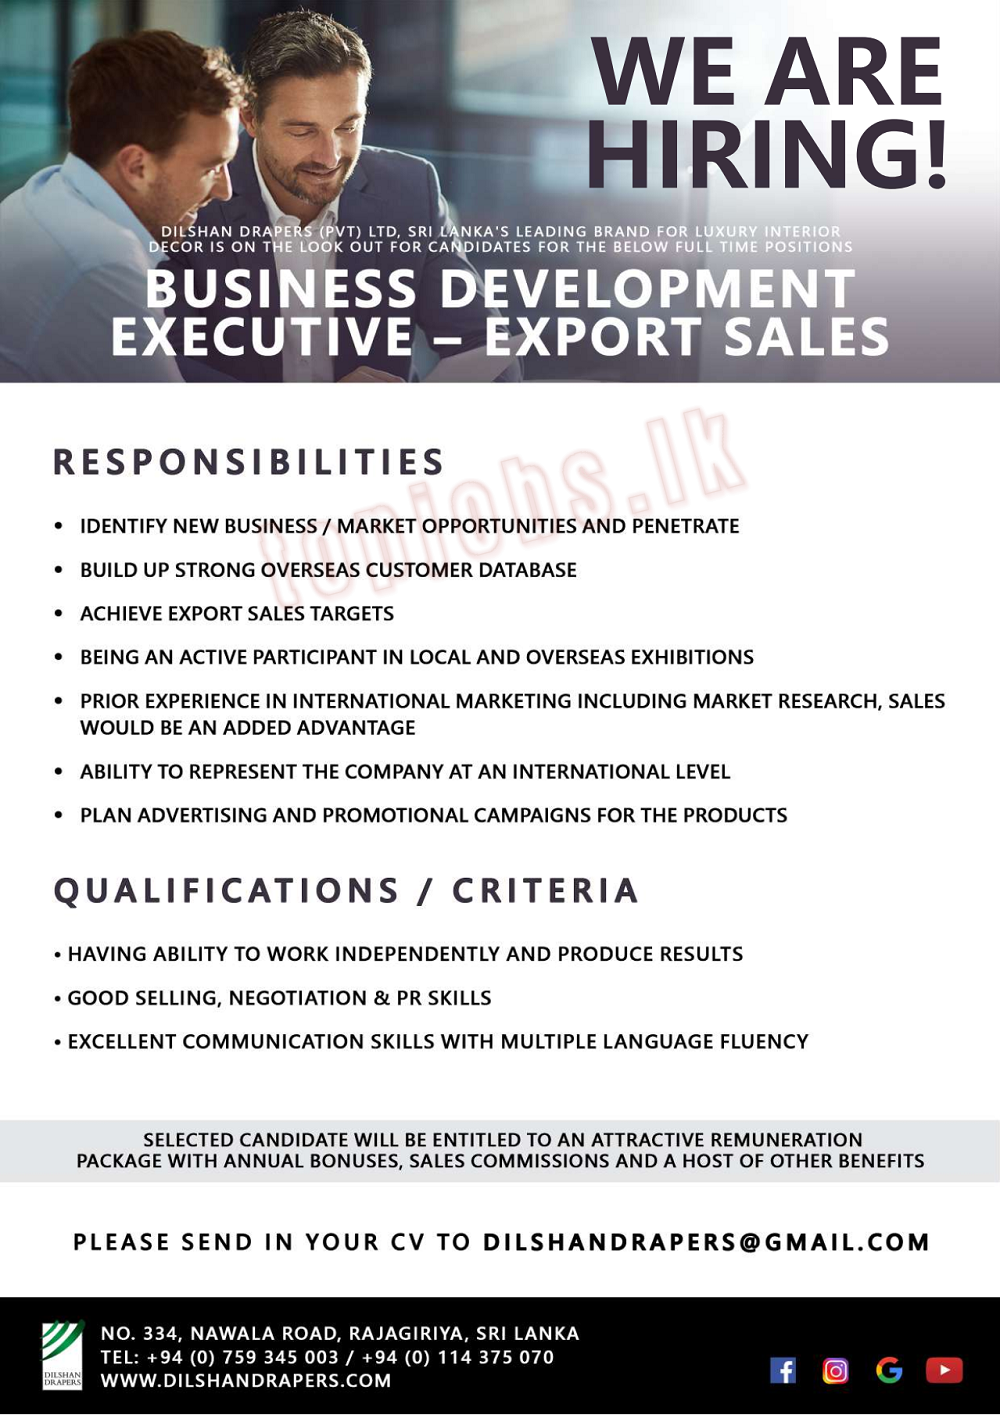 WE ARE
HIRING!
DILSHAN DRAPERS (PVT) LTD, SRI LANKA'S LEADING BRAND FOR LUXURY INTERIOR
DECOR IS ON THE LOOK OUT FOR CANDIDATES FOR THE BELOW FULL TIME POSITIONS
BUSINESS DEVELOPMENT
EXECUTIVE – EXPORT SALES
topjobs.lk
RESPONSIBILITIES
• IDENTIFY NEW BUSINESS / MARKET OPPORTUNITIES AND PENETRATE
• BUILD UP STRONG OVERSEAS CUSTOMER DATABASE
• ACHIEVE EXPORT SALES TARGETS
• BEING AN ACTIVE PARTICIPANT IN LOCAL AND OVERSEAS EXHIBITIONS
• PRIOR EXPERIENCE IN INTERNATIONAL MARKETING INCLUDING MARKET RESEARCH, SALES
WOULD BE AN ADDED ADVANTAGE
• ABILITY TO REPRESENT THE COMPANY AT AN INTERNATIONAL LEVEL
• PLAN ADVERTISING AND PROMOTIONAL CAMPAIGNS FOR THE PRODUCTS
QUALIFICATIONS / CRITERIA
• HAVING ABILITY TO WORK INDEPENDENTLY AND PRODUCE RESULTS
• GOOD SELLING, NEGOTIATION & PR SKILLS
• EXCELLENT COMMUNICATION SKILLS WITH MULTIPLE LANGUAGE FLUENCY
SELECTED CANDIDATE WILL BE ENTITLED TO AN ATTRACTIVE REMUNERATION
PACKAGE WITH ANNUAL BONUSES, SALES COMMISSIONS AND A HOST OF OTHER BENEFITS
PLEASE SEND IN YOUR CV TO DILSHANDRAPERS@GMAIL.COM
DILSHAN
DRAPERS
NO. 334, NAWALA ROAD, RAJAGIRIYA, SRI LANKA
TEL: +94 (0) 759 345 003 / +94 (0) 114 375 070
WWW.DILSHANDRAPERS.COM